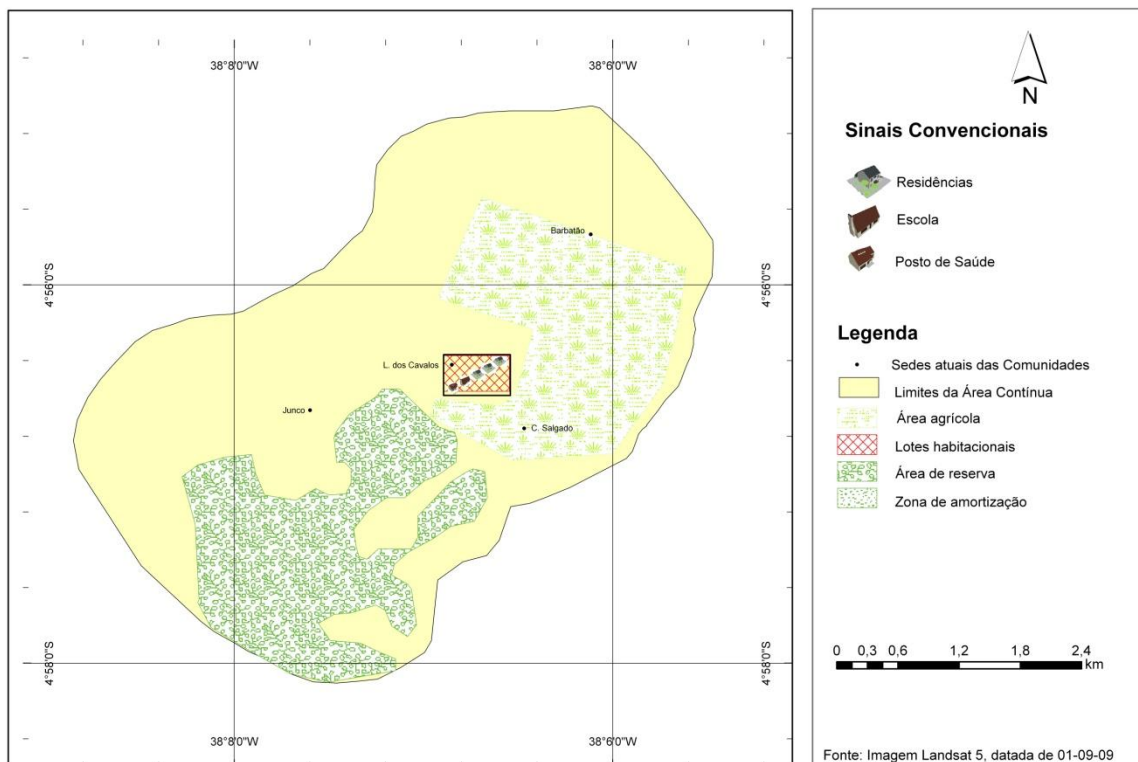 38°8'0"W
38°6'0"W
4°56'0"S
4°56'0"S
Barbatão
L. dos Cavalos
Junco
C. Salgado
4°58'0"S
4°58'0"S
38°8'0"W
38°6'0"W
N
Sinais Convencionais
Residências
Escola
Posto de Saúde
Legenda
Sedes atuais das Comunidades
Limites da Área Contínua
Área agrícola
Lotes habitacionais
Área de reserva
Zona de amortização
0 0,3 0,6 1,2 1,8 2,4
km
Fonte: Imagem Landsat 5, datada de 01-09-09